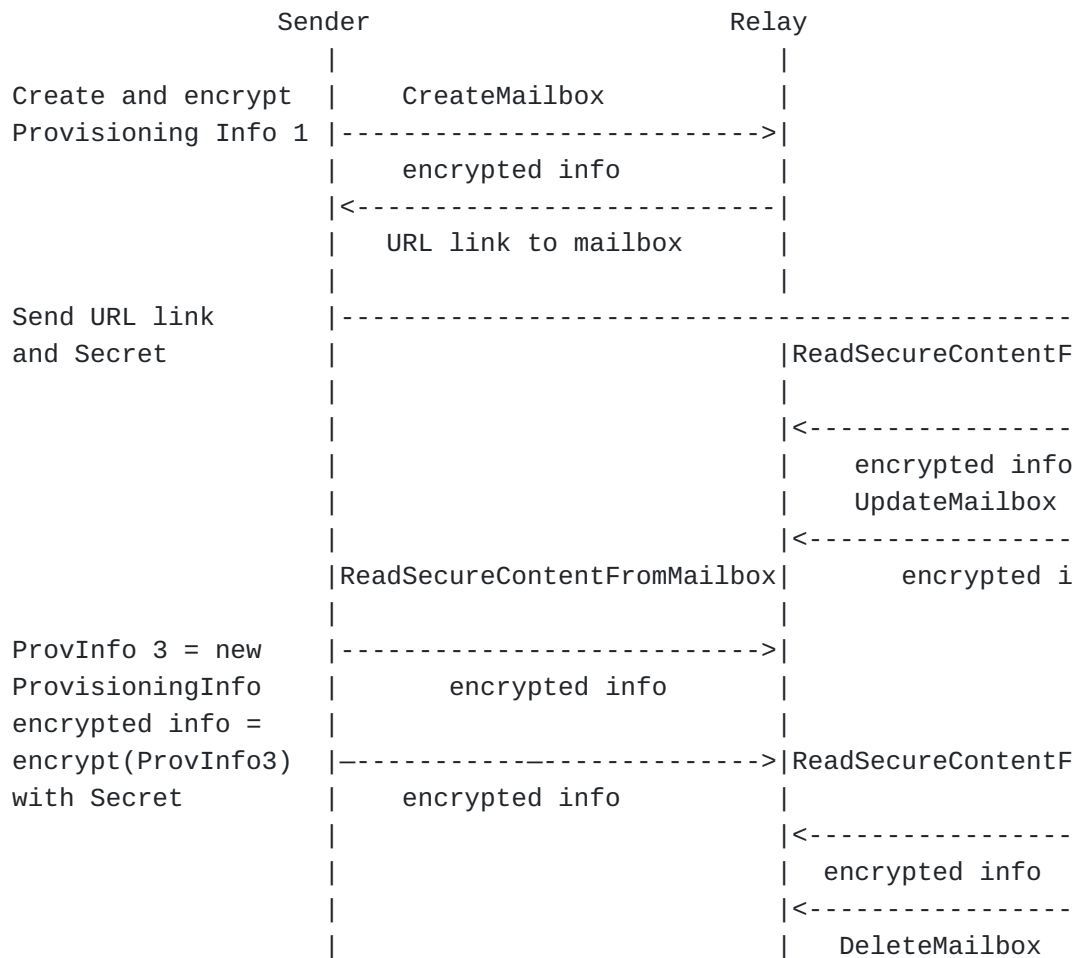 Sender                       Relay
                    |                            |
Create and encrypt  |    CreateMailbox           |
Provisioning Info 1 |--------------------------->|
                    |    encrypted info          |
                    |<---------------------------|
                    |   URL link to mailbox      |
                    |                            |
Send URL link       |-----------------------------------------------
and Secret          |                            |ReadSecureContentF
                    |                            |
                    |                            |<-----------------
                    |                            |    encrypted info
                    |                            |    UpdateMailbox
                    |                            |<-----------------
                    |ReadSecureContentFromMailbox|       encrypted i
                    |                            |
ProvInfo 3 = new    |--------------------------->|
ProvisioningInfo    |       encrypted info       |
encrypted info =    |                            |
encrypt(ProvInfo3)  |—-----------—-------------->|ReadSecureContentF
with Secret         |    encrypted info          |
                    |                            |<-----------------
                    |                            |  encrypted info
                    |                            |<-----------------
                    |                            |   DeleteMailbox